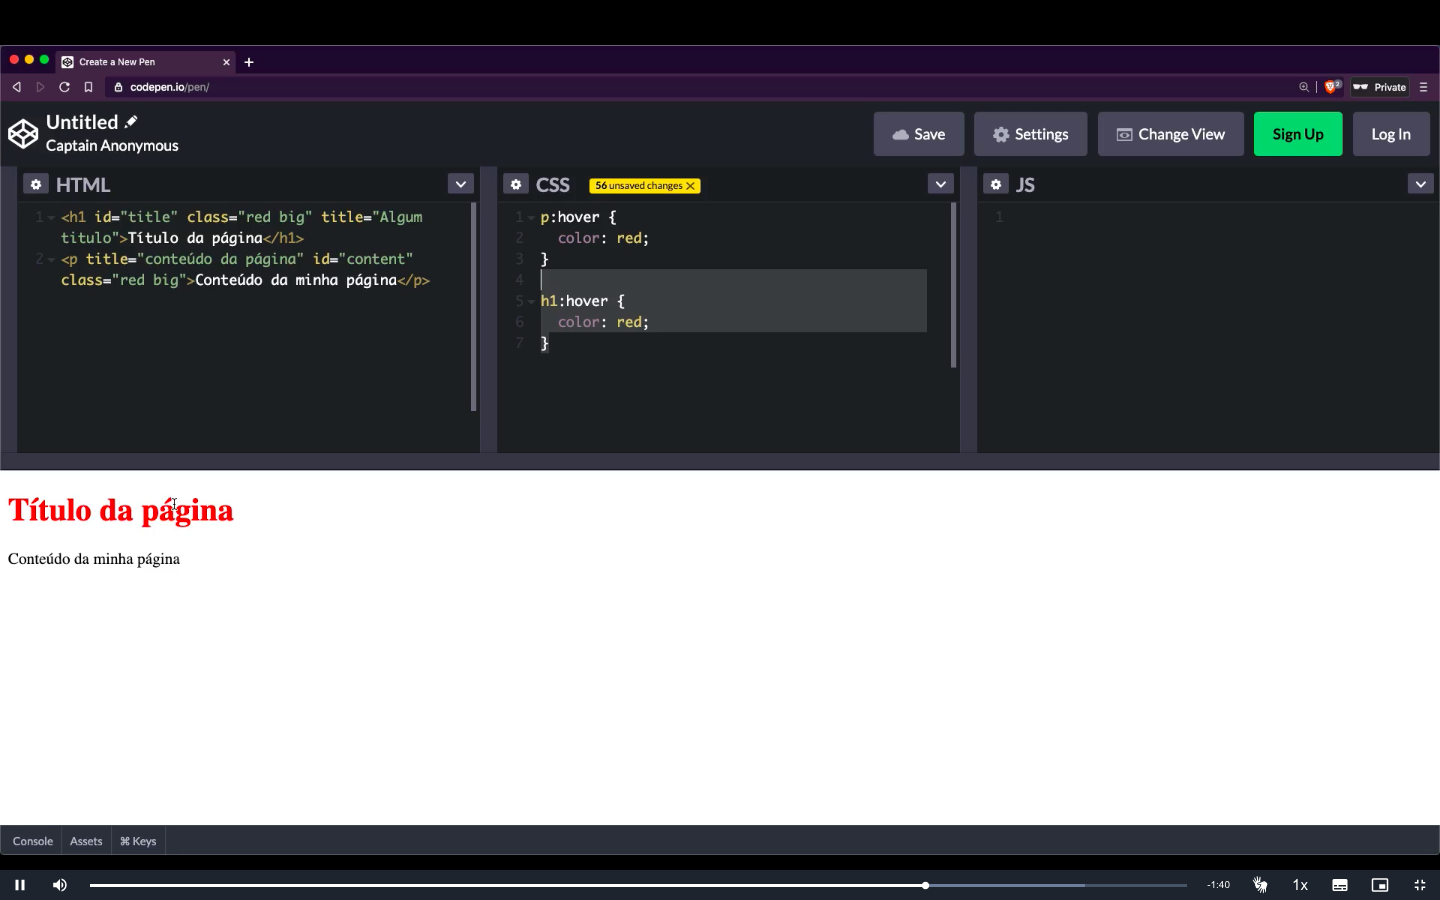 Create a New Pen
codepen.io/pen/
2
Private
Untitled
Captain Anonymous
Save
Settings
Change View
Sign Up
Log In
HTML
1 <h1 id="title" class="red big" title="Algum
titulo">Título da página</h1>
2 <p title="conteúdo da página" id="content"
class="red big">Conteúdo da minha página</p>
CSS
56 unsaved changes X
1 p:hover {
2 color: red;
3 }
4
5 h1:hover {
6 color: red;
7 }
JS
1
Título da página
Conteúdo da minha página
Console
Assets
⌘ Keys
-1:40
1x